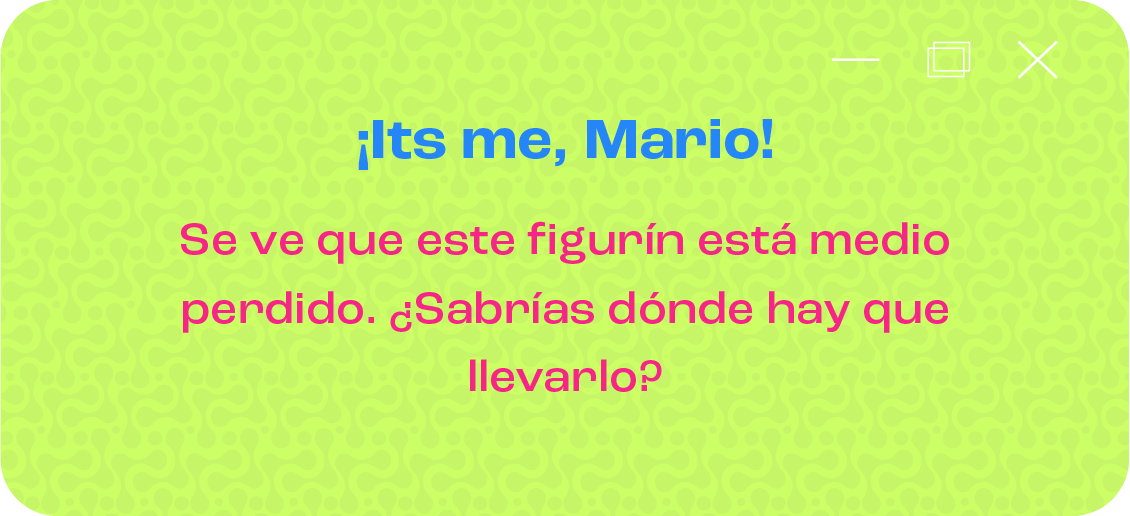 ¡Its me, Mario!
Se ve que este figurín está medio
perdido. ¿Sabrías dónde hay que
llevarlo?